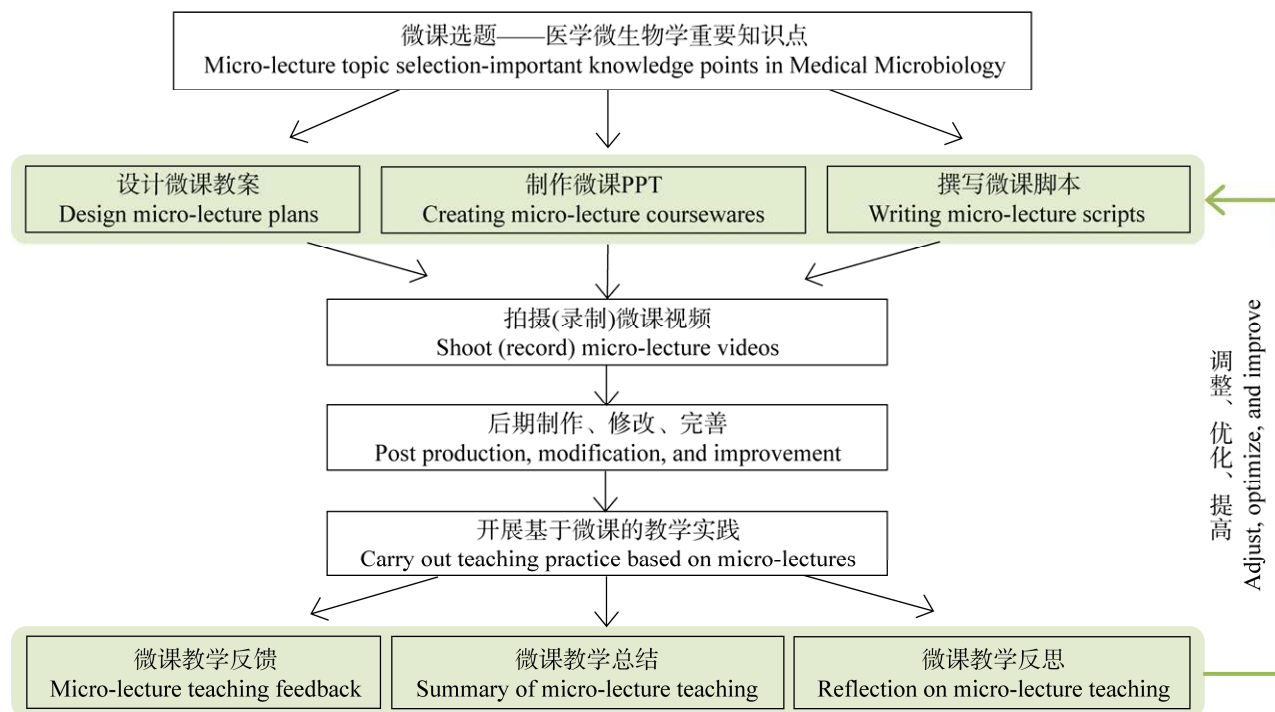 微课选题——医学微生物学重要知识点
Micro-lecture topic selection-important knowledge points in Medical Microbiology
设计微课教案
Design micro-lecture plans
制作微课PPT
Creating micro-lecture coursewares
撰写微课脚本
Writing micro-lecture scripts
拍摄(录制)微课视频
Shoot (record) micro-lecture videos
后期制作、修改、完善
Post production, modification, and improvement
开展基于微课的教学实践
Carry out teaching practice based on micro-lectures
微课教学反馈
Micro-lecture teaching feedback
微课教学总结
Summary of micro-lecture teaching
微课教学反思
Reflection on micro-lecture teaching
调整、优化、提高
Adjust, optimize, and improve